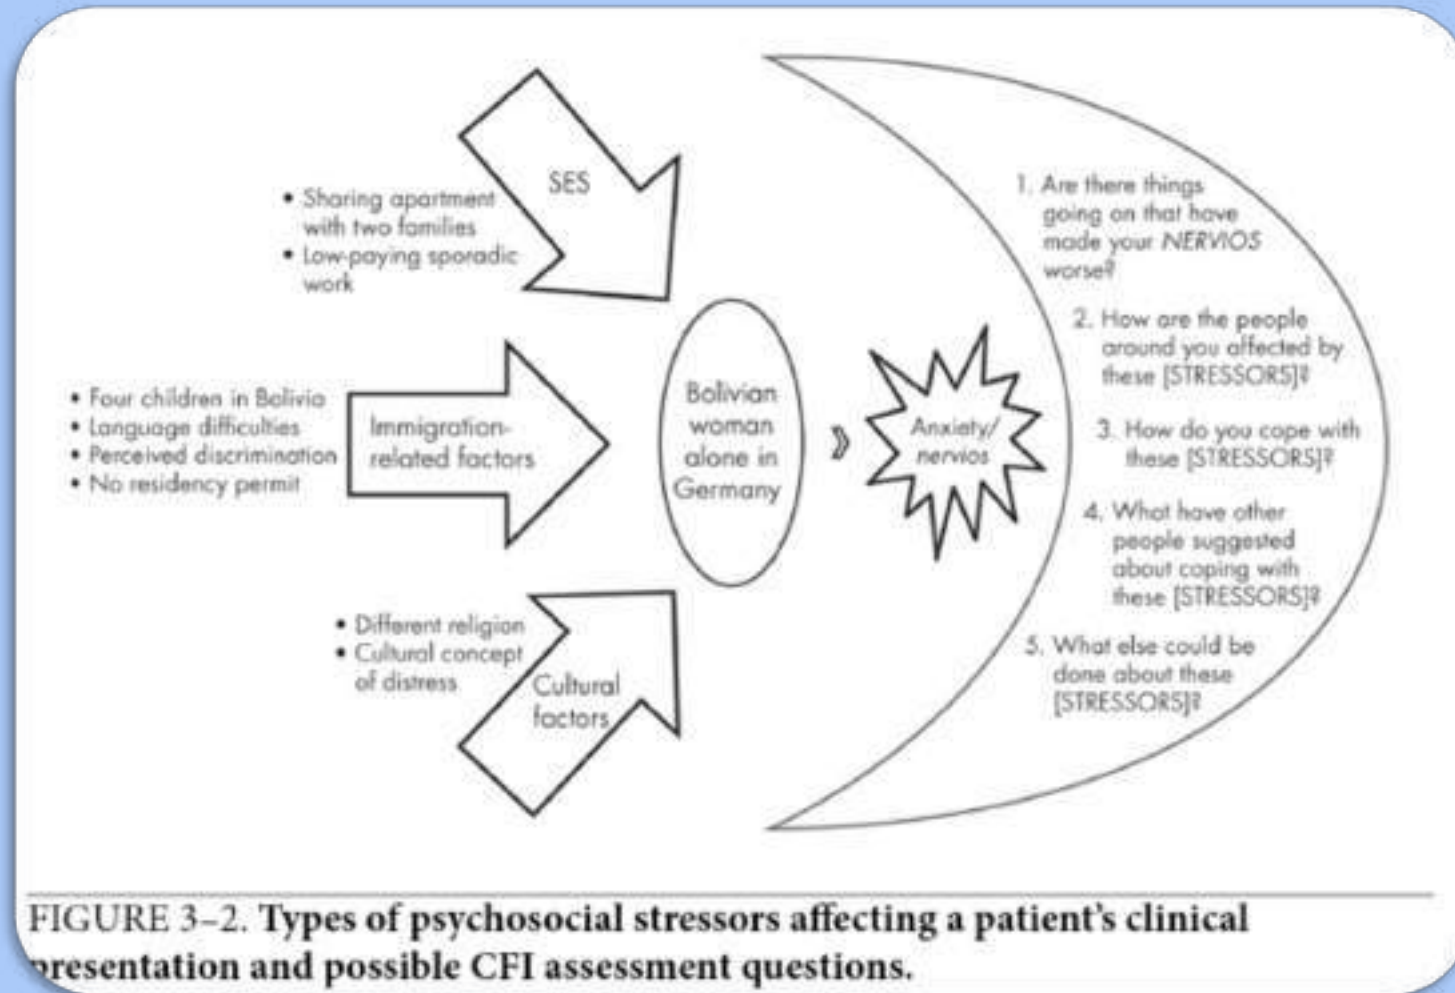 SES
• Sharing apartment
with two families
• Low-paying sporadic
work
• Four children in Bolivia
• Language difficulties
• Perceived discrimination
• No residency permit
Immigration-
related factors
• Different religion
• Cultural concept
of distress
Cultural
factors
Bolivian
woman
alone in
Germany
»
Anxiety/
nervios
1. Are there things
going on that have
made your NERVIOS
worse?
2. How are the people
around you affected by
these [STRESSORS]?
3. How do you cope with
these [STRESSORS]?
4. What have other
people suggested
about coping with
these [STRESSORS]?
5. What else could be
done about these
[STRESSORS]?
FIGURE 3–2. Types of psychosocial stressors affecting a patient's clinical
presentation and possible CFI assessment questions.